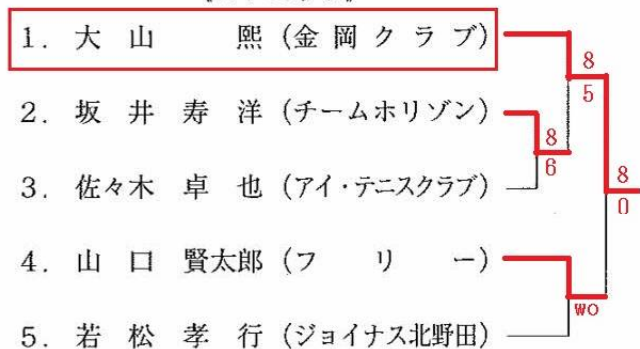 1. 大山 熙 (金岡クラブ)
8
5
2. 坂井寿洋 (チームホリゾン)
8
6
3. 佐々木卓也 (アイ・テニスクラブ)
8
0
4. 山口賢太郎 (フリー)
wo
5. 若松孝行 (ジョイナス北野田)